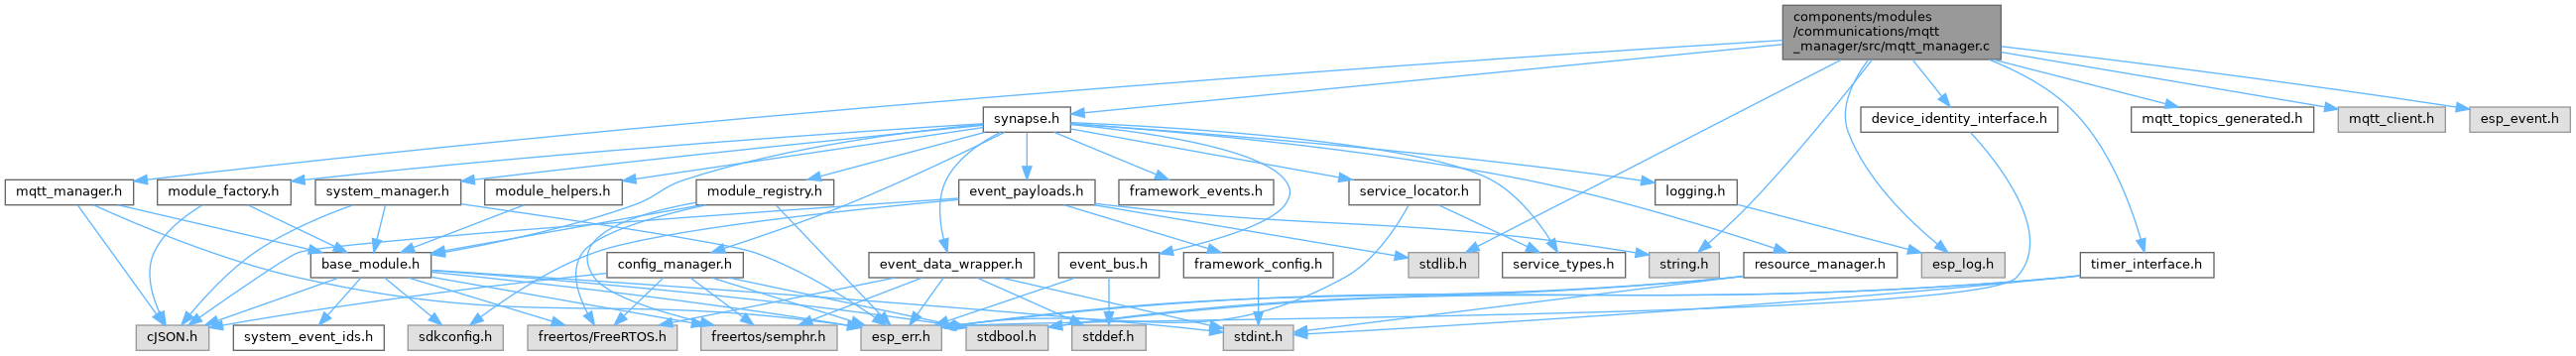 components/modules
/communications/mqtt
_manager/src/mqtt_manager.c
synapse.h
device_identity_interface.h
mqtt_topics_generated.h
mqtt_client.h
esp_event.h
mqtt_manager.h
module_factory.h
system_manager.h
module_helpers.h
module_registry.h
event_payloads.h
framework_events.h
service_locator.h
logging.h
base_module.h
config_manager.h
event_data_wrapper.h
event_bus.h
framework_config.h
stdlib.h
service_types.h
string.h
resource_manager.h
esp_log.h
timer_interface.h
cJSON.h
system_event_ids.h
sdkconfig.h
freertos/FreeRTOS.h
freertos/semphr.h
esp_err.h
stdbool.h
stddef.h
stdint.h